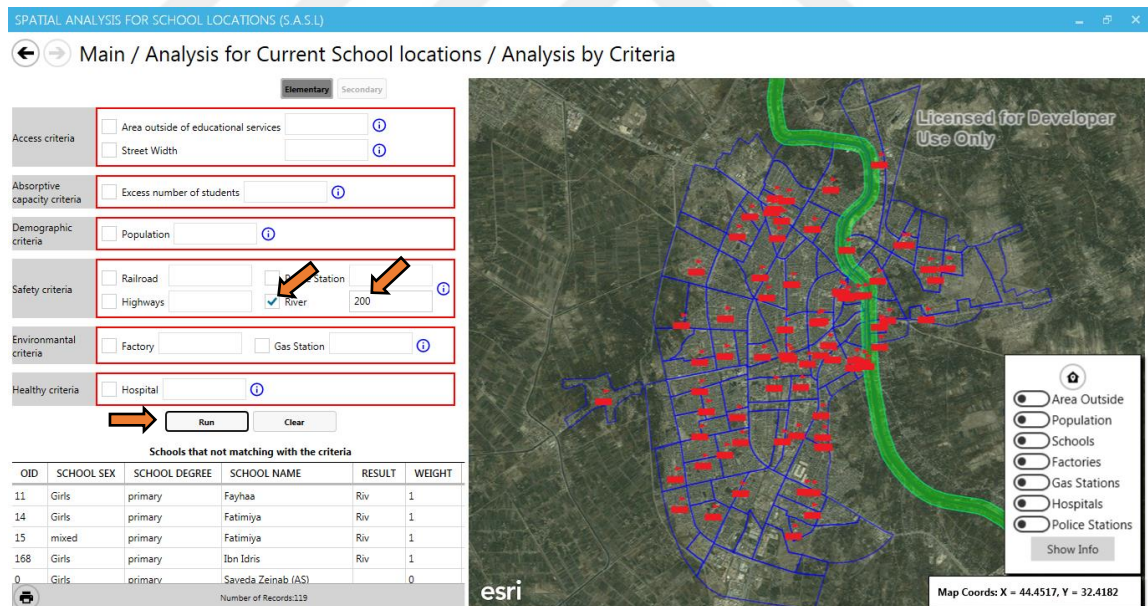 SPATIAL ANALYSIS FOR SCHOOL LOCATIONS (S.A.S.L)
Main / Analysis for Current School locations / Analysis by Criteria
Elementary Secondary
Access criteria
Area outside of educational services
Street Width
Absorptive
capacity criteria
Excess number of students
Demographic
criteria
Population
Safety criteria
Railroad Station
Highways River 200
Environmantal
criteria
Factory Gas Station
Healthy criteria
Hospital
Run Clear
Schools that not matching with the criteria
OID SCHOOL SEX SCHOOL DEGREE SCHOOL NAME RESULT WEIGHT
11 Girls primary Fayhaa Riv 1
14 Girls primary Fatimiya Riv 1
15 mixed primary Fatimiya Riv 1
168 Girls primary Ibn Idris Riv 1
0 Girls primary Sayeda Zeinab (AS) 0
Number of Records:119
Licensed for Developer
Use Only
Area Outside
Population
Schools
Factories
Gas Stations
Hospitals
Police Stations
Show Info
esri
Map Coords: X = 44.4517, Y = 32.4182